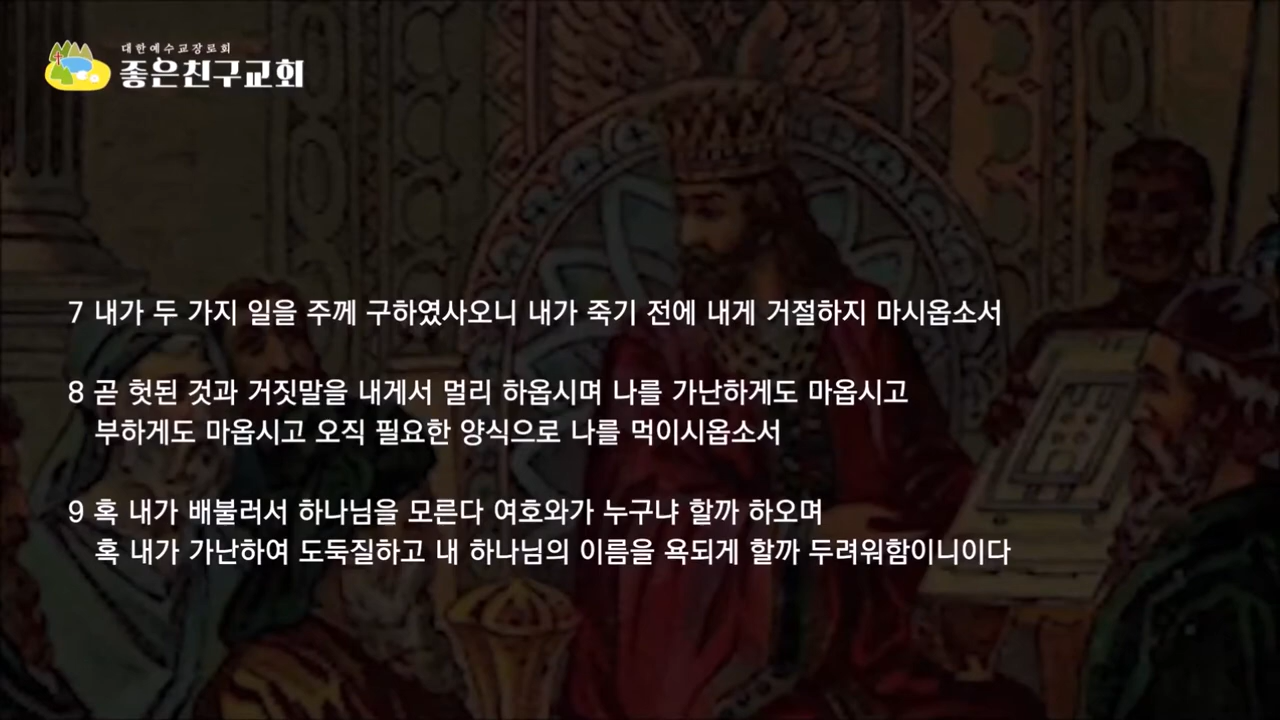 대한예수교장로회
좋은친구교회
7 내가 두 가지 일을 주께 구하였사오니 내가 죽기 전에 내게 거절하지 마시옵소서
8 곧 헛된 것과 거짓말을 내게서 멀리 하옵시며 나를 가난하게도 마옵시고
부하게도 마옵시고 오직 필요한 양식으로 나를 먹이시옵소서
9 혹 내가 배불러서 하나님을 모른다 여호와가 누구냐 할까 하오며
혹 내가 가난하여 도둑질하고 내 하나님의 이름을 욕되게 할까 두려워함이니이다